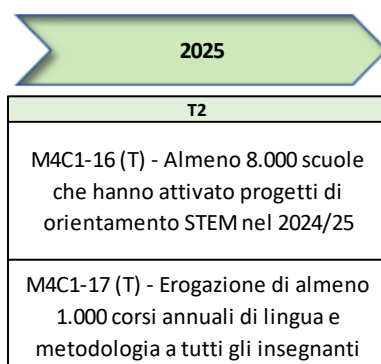 2025
T2
M4C1-16 (T) - Almeno 8.000 scuole
che hanno attivato progetti di
orientamento STEM nel 2024/25
M4C1-17 (T) - Erogazione di almeno
1.000 corsi annuali di lingua e
metodologia a tutti gli insegnanti